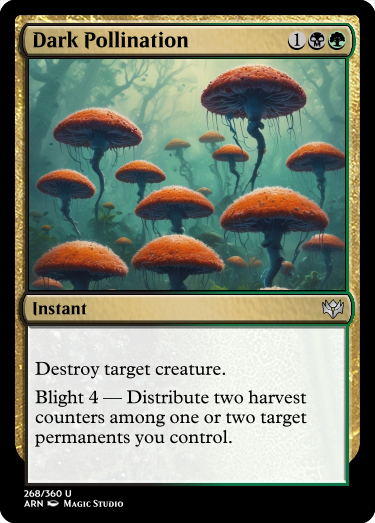 Dark Pollination 1
Instant
Destroy target creature.
Blight 4 — Distribute two harvest
counters among one or two target
permanents you control.
268/360 U
ARN Magic Studio